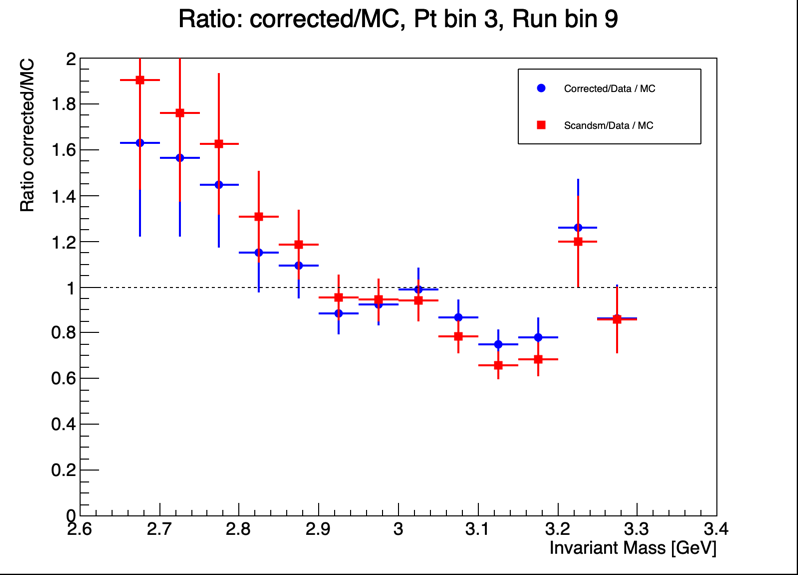 Ratio: corrected/MC, Pt bin 3, Run bin 9
Ratio corrected/MC
2
1.8
1.6
1.4
1.2
1
0.8
0.6
0.4
0.2
0
Corrected/Data / MC
Scandsm/Data / MC
2.6 2.7 2.8 2.9 3 3.1 3.2 3.3 3.4
Invariant Mass [GeV]